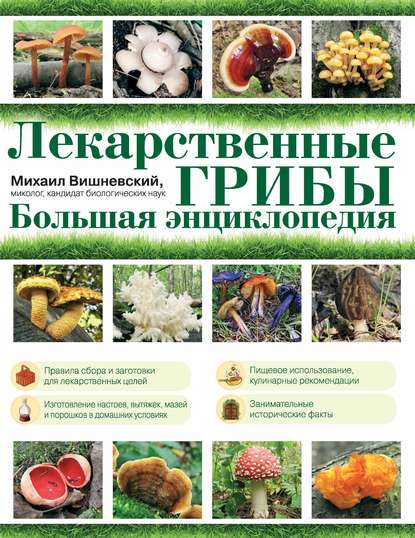 Лекарственные
Михаил Вишневский,
миколог, кандидат биологических наук
ГРИБЫ
Большая энциклопедия
Правила сбора и заготовки
для лекарственных целей
Пищевое использование,
кулинарные рекомендации
Изготовление настоев, вытяжек, мазей
и порошков в домашних условиях
Занимательные
исторические факты